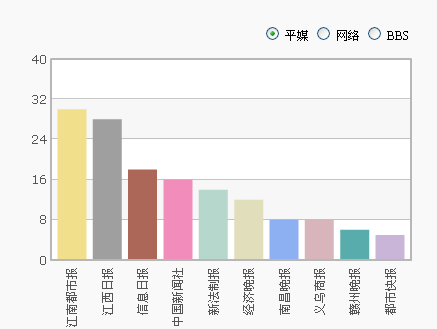 平媒 网络 BBS
40
32
24
16
8
0
江南都市报
江西日报
信息日报
中国新闻社
新法制报
经济晚报
南昌晚报
义乌商报
赣州晚报
都市快报